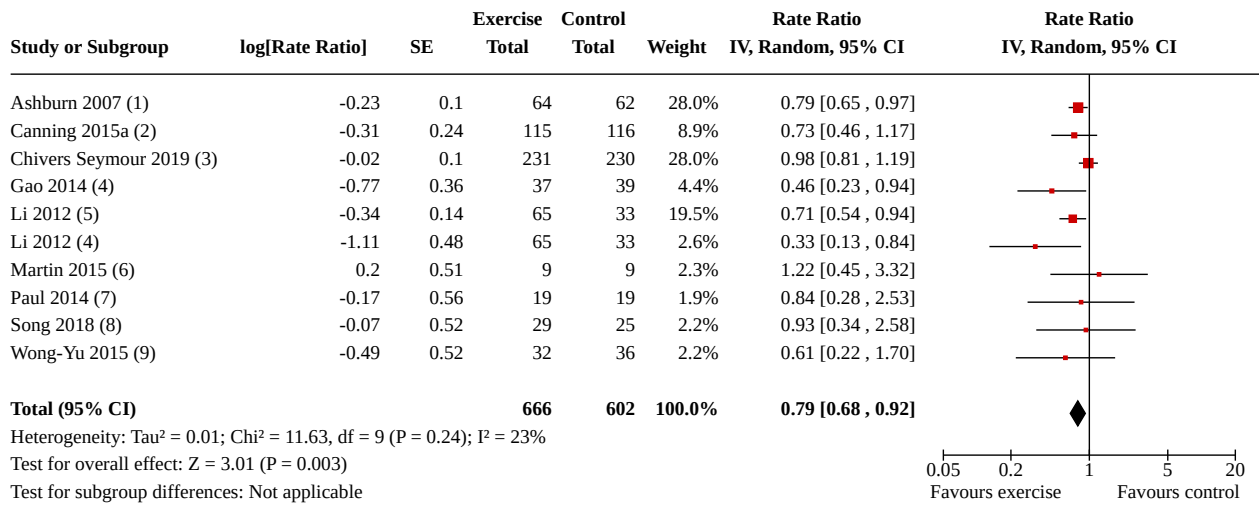 Exercise Control Rate Ratio Rate Ratio
Study or Subgroup log[Rate Ratio] SE Total Total Weight IV, Random, 95% CI IV, Random, 95% CI
Ashburn 2007 (1) -0.23 0.1 64 62 28.0% 0.79 [0.65 , 0.97]
Canning 2015a (2) -0.31 0.24 115 116 8.9% 0.73 [0.46 , 1.17]
Chivers Seymour 2019 (3) -0.02 0.1 231 230 28.0% 0.98 [0.81 , 1.19]
Gao 2014 (4) -0.77 0.36 37 39 4.4% 0.46 [0.23 , 0.94]
Li 2012 (5) -0.34 0.14 65 33 19.5% 0.71 [0.54 , 0.94]
Li 2012 (4) -1.11 0.48 65 33 2.6% 0.33 [0.13 , 0.84]
Martin 2015 (6) 0.2 0.51 9 9 2.3% 1.22 [0.45 , 3.32]
Paul 2014 (7) -0.17 0.56 19 19 1.9% 0.84 [0.28 , 2.53]
Song 2018 (8) -0.07 0.52 29 25 2.2% 0.93 [0.34 , 2.58]
Wong-Yu 2015 (9) -0.49 0.52 32 36 2.2% 0.61 [0.22 , 1.70]
Total (95% CI) 666 602 100.0% 0.79 [0.68 , 0.92]
Heterogeneity: Tau² = 0.01; Chi² = 11.63, df = 9 (P = 0.24); I² = 23%
Test for overall effect: Z = 3.01 (P = 0.003)
Test for subgroup differences: Not applicable
0.05 0.2 1 5 20
Favours exercise Favours control